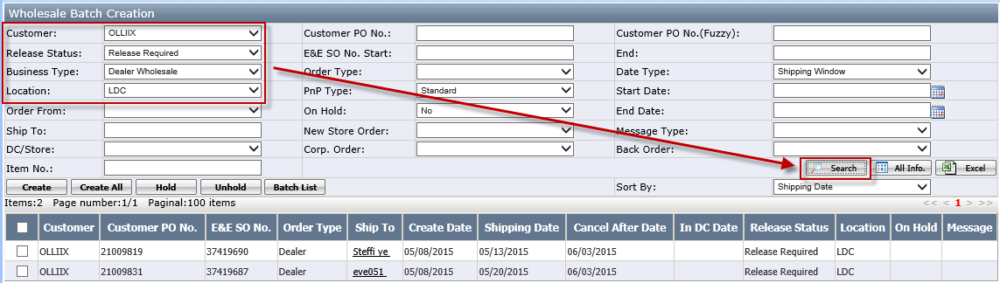 Wholesale Batch Creation
Customer: OLLIIX Customer PO No.: Customer PO No.(Fuzzy):
Release Status: Release Required E&E SO No. Start: End:
Business Type: Dealer Wholesale Order Type: Date Type: Shipping Window
Location: LDC PnP Type: Standard Start Date:
Order From: On Hold: No End Date:
Ship To: New Store Order: Message Type:
DC/Store: Corp. Order: Back Order:
Item No.: Search All Info. Excel
Create Create All Hold Unhold Batch List Sort By: Shipping Date
Items:2 Page number:1/1 Paginal:100 items << < 1 > >>
Customer Customer PO No. E&E SO No. Order Type Ship To Create Date Shipping Date Cancel After Date In DC Date Release Status Location On Hold Message
OLLIIX 21009819 37419690 Dealer Steffi ye 05/08/2015 05/13/2015 06/03/2015 Release Required LDC
OLLIIX 21009831 37419687 Dealer eve051 05/08/2015 05/20/2015 06/03/2015 Release Required LDC